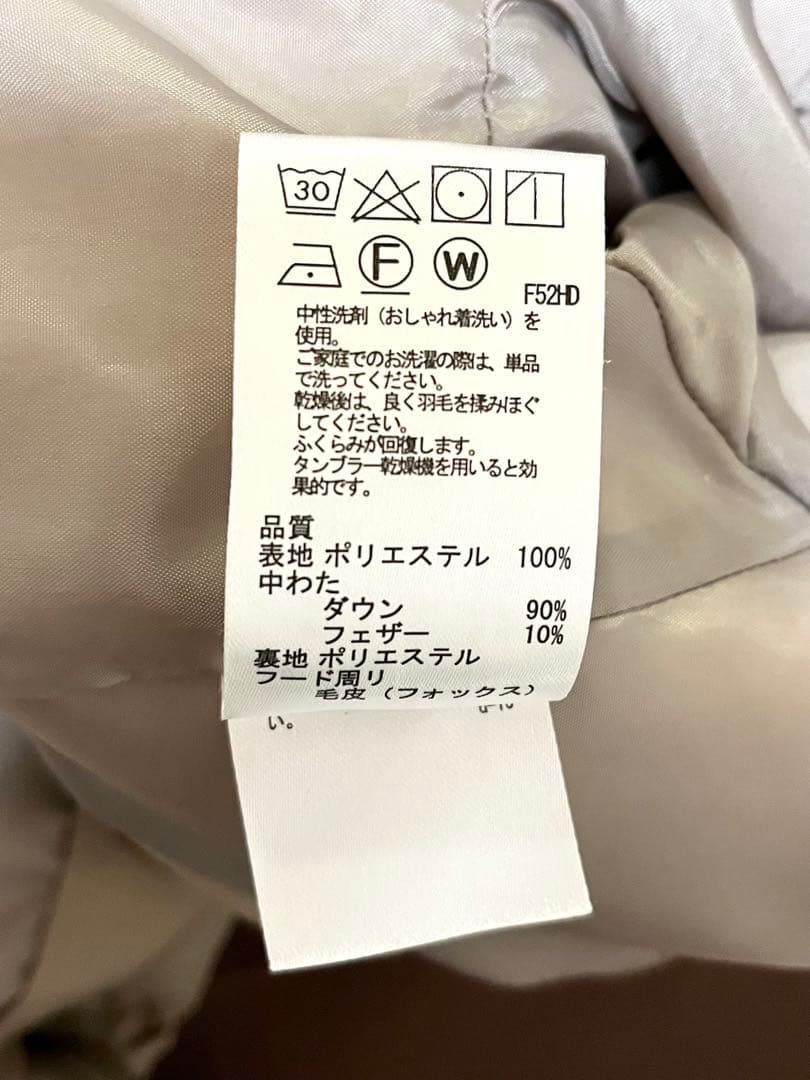 30
F W
F52HD
中性洗剤（おしゃれ着洗い）を
使用。
ご家庭でのお洗濯の際は、単品
で洗ってください。
乾燥後は、良く羽毛を揉みほぐ
してください。
ふくらみが回復します。
タンブラー乾燥機を用いると効
果的です。
品質
表地 ポリエステル 100%
中わた
ダウン 90%
フェザー 10%
裏地 ポリエステル
フード周リ
毛皮（フォックス）
い。